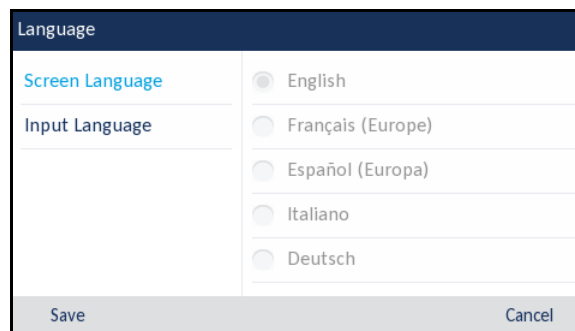 Language
Screen Language
Input Language
English
Français (Europe)
Español (Europa)
Italiano
Deutsch
Save
Cancel